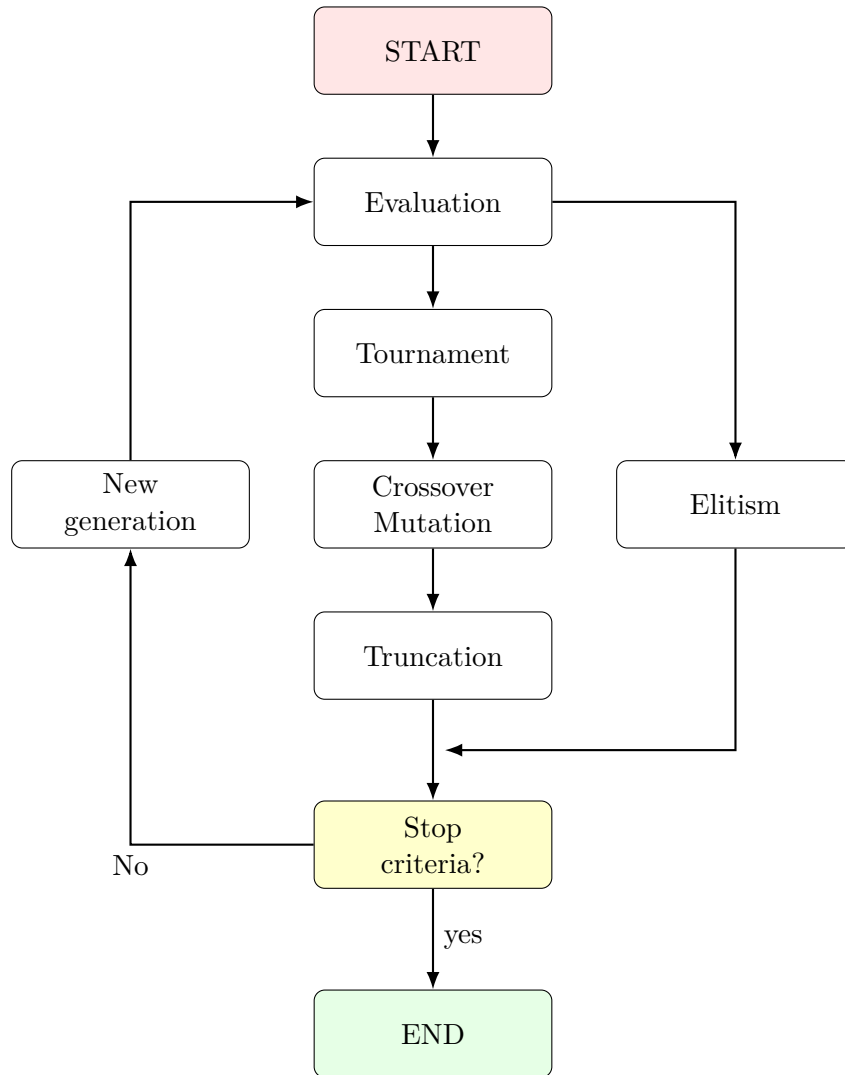 START
Evaluation
Tournament
New
generation
Crossover
Mutation
Elitism
Truncation
Stop
criteria?
No
yes
END